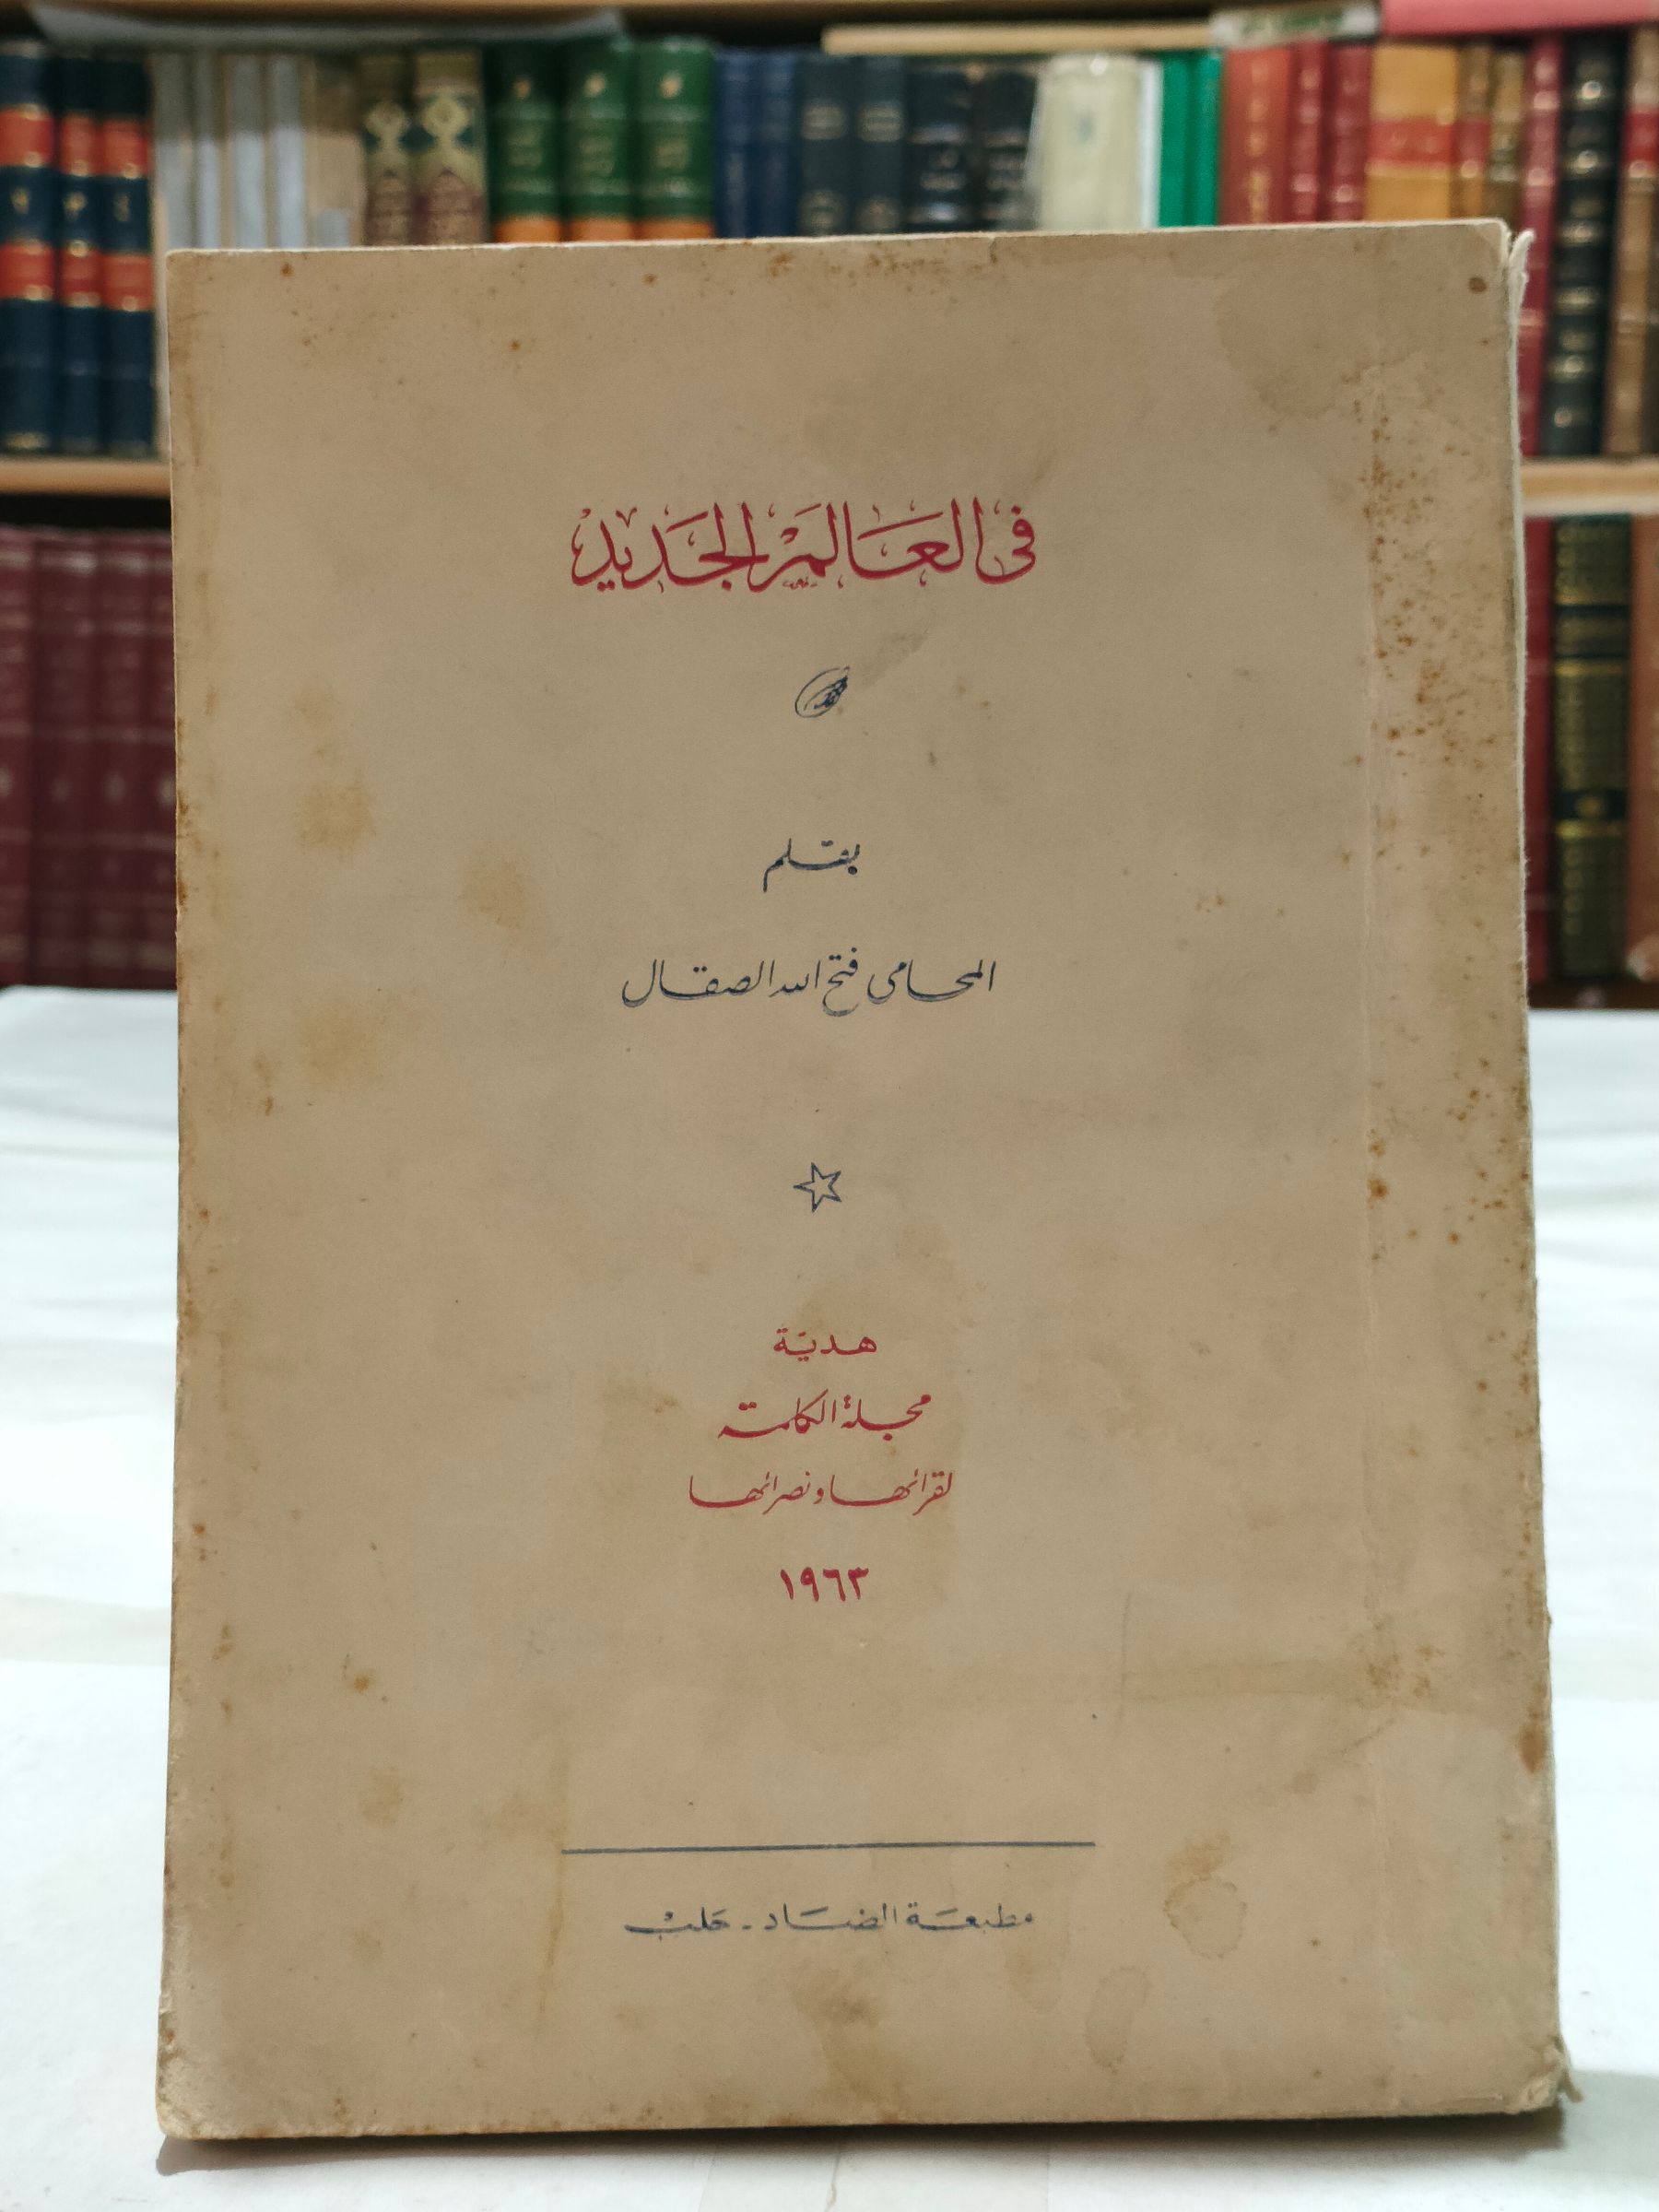 في العالم الجديد
بقلم
المحامي فتح الله الصقال
هدية
مجلة الكلمة
لقرائها ونصرائها
١٩٦٣
مطبعة الضاد - حلب